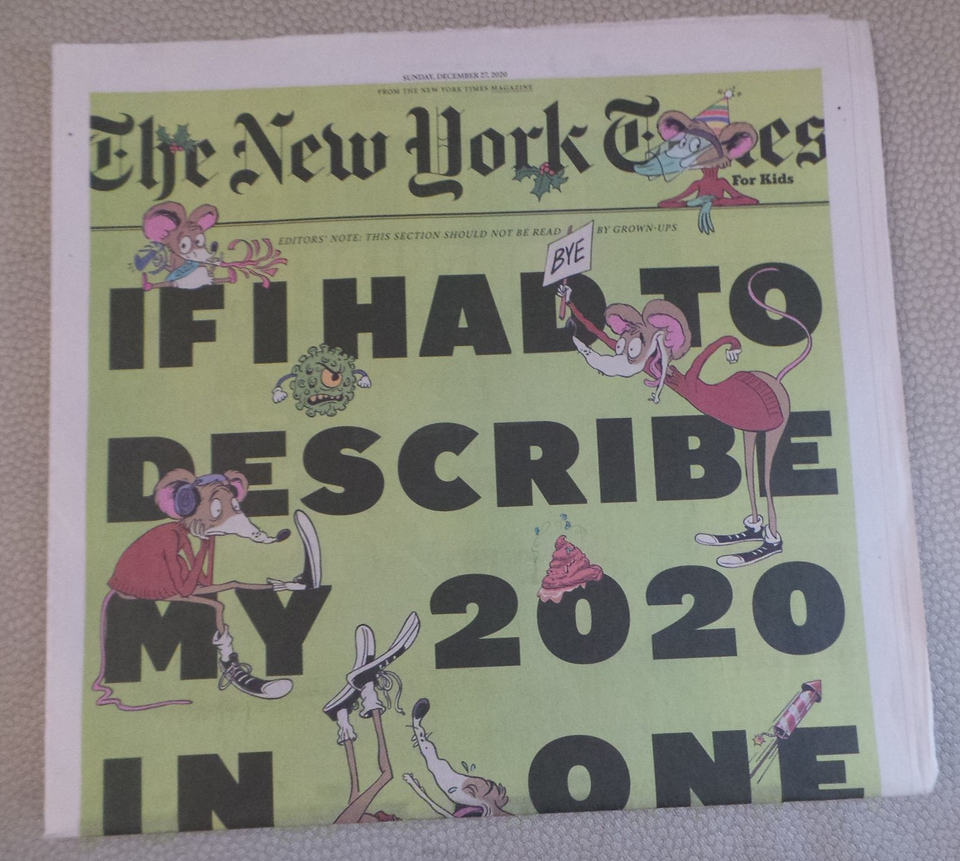 SUNDAY, DECEMBER 27, 2020
FROM THE NEW YORK TIMES MAGAZINE
The New York Times
For Kids
EDITORS' NOTE: THIS SECTION SHOULD NOT BE READ BY GROWN-UPS
BYE
IF I HAD TO
DESCRIBE
MY 2020
IN ONE